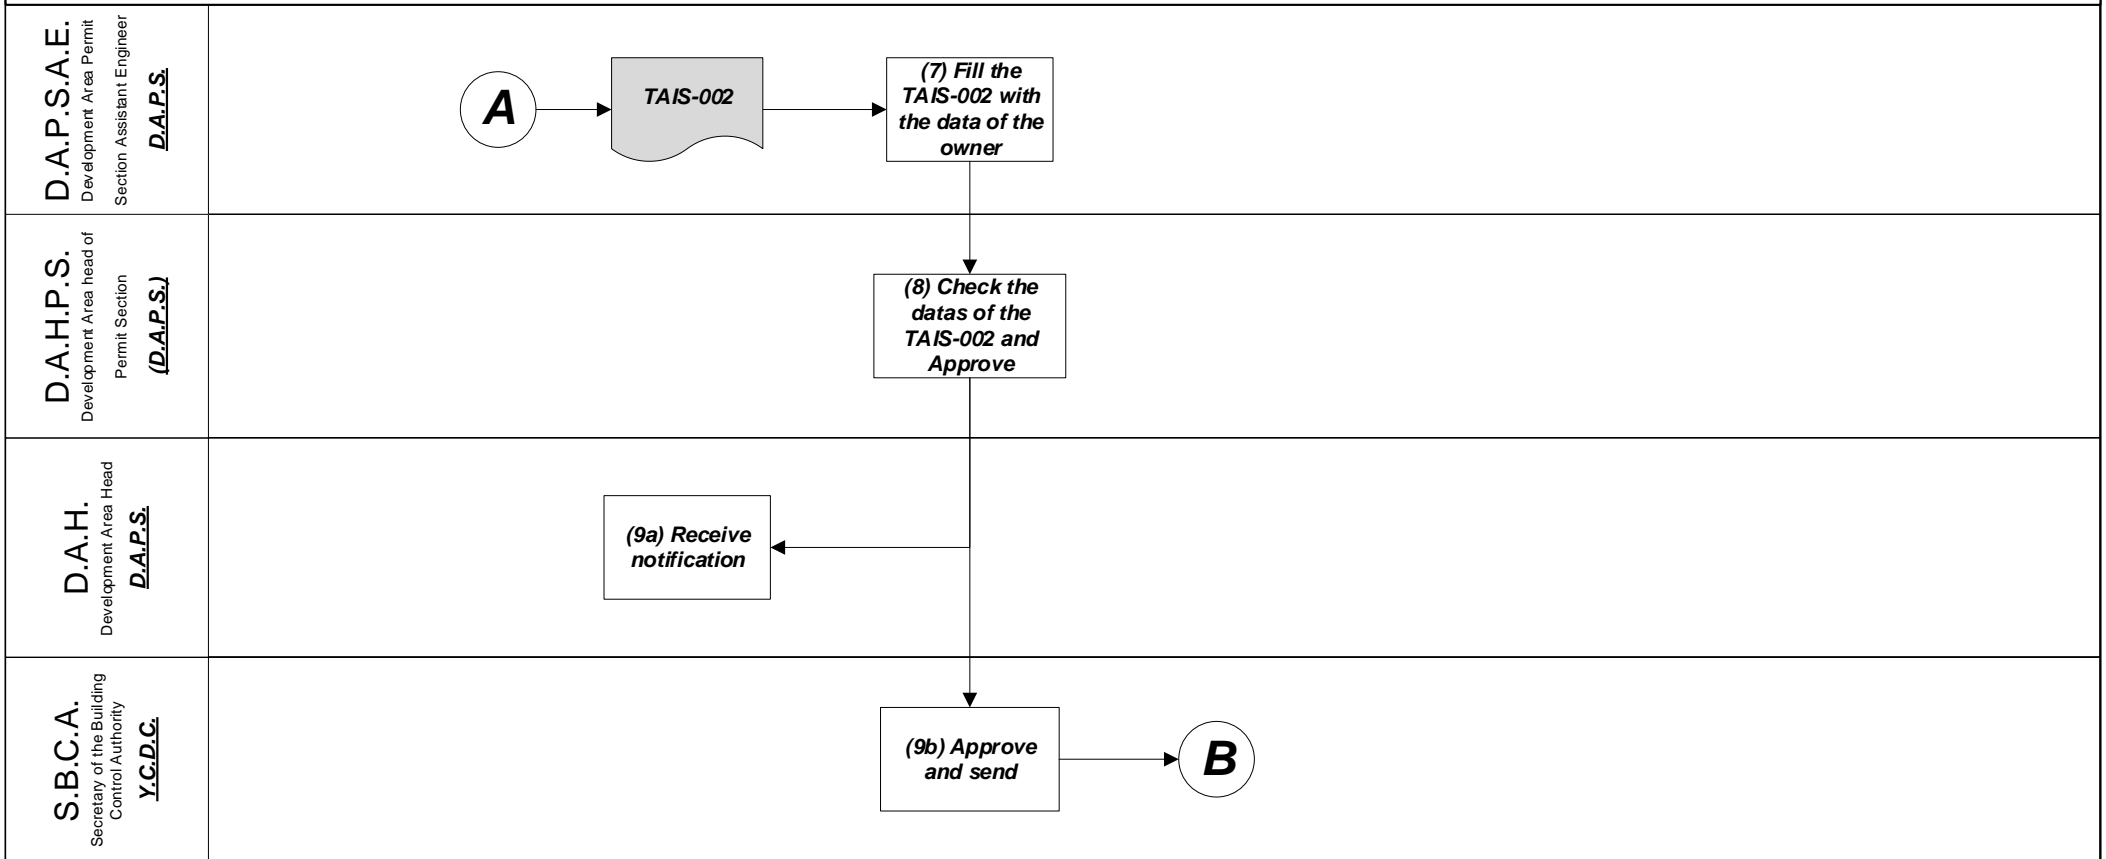 D.A.P.S.A.E.
Development Area Permit
Section Assistant Engineer
D.A.P.S.
A
TAIS-002
(7) Fill the
TAIS-002 with
the data of the
owner
D.A.H.P.S.
Development Area head of
Permit Section
(D.A.P.S.)
(8) Check the
datas of the
TAIS-002 and
Approve
D.A.H.
Development Area Head
D.A.P.S.
(9a) Receive
notification
S.B.C.A.
Secretary of the Building
Control Authority
Y.C.D.C.
(9b) Approve
and send
B